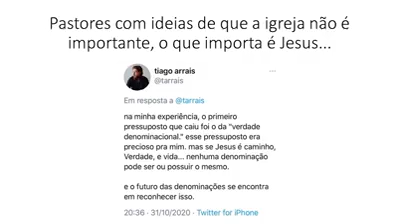 Pastores com ideias de que a igreja não é
importante, o que importa é Jesus...
tiago arrais
@tarrais
Em resposta a @tarrais
na minha experiência, o primeiro
pressuposto que caiu foi o da "verdade
denominacional." esse pressuposto era
precioso pra mim. mas se Jesus é caminho,
Verdade, e vida... nenhuma denominação
pode ser ou possuir o mesmo.
e o futuro das denominações se encontra
em reconhecer isso.
20:36 · 31/10/2020 · Twitter for iPhone